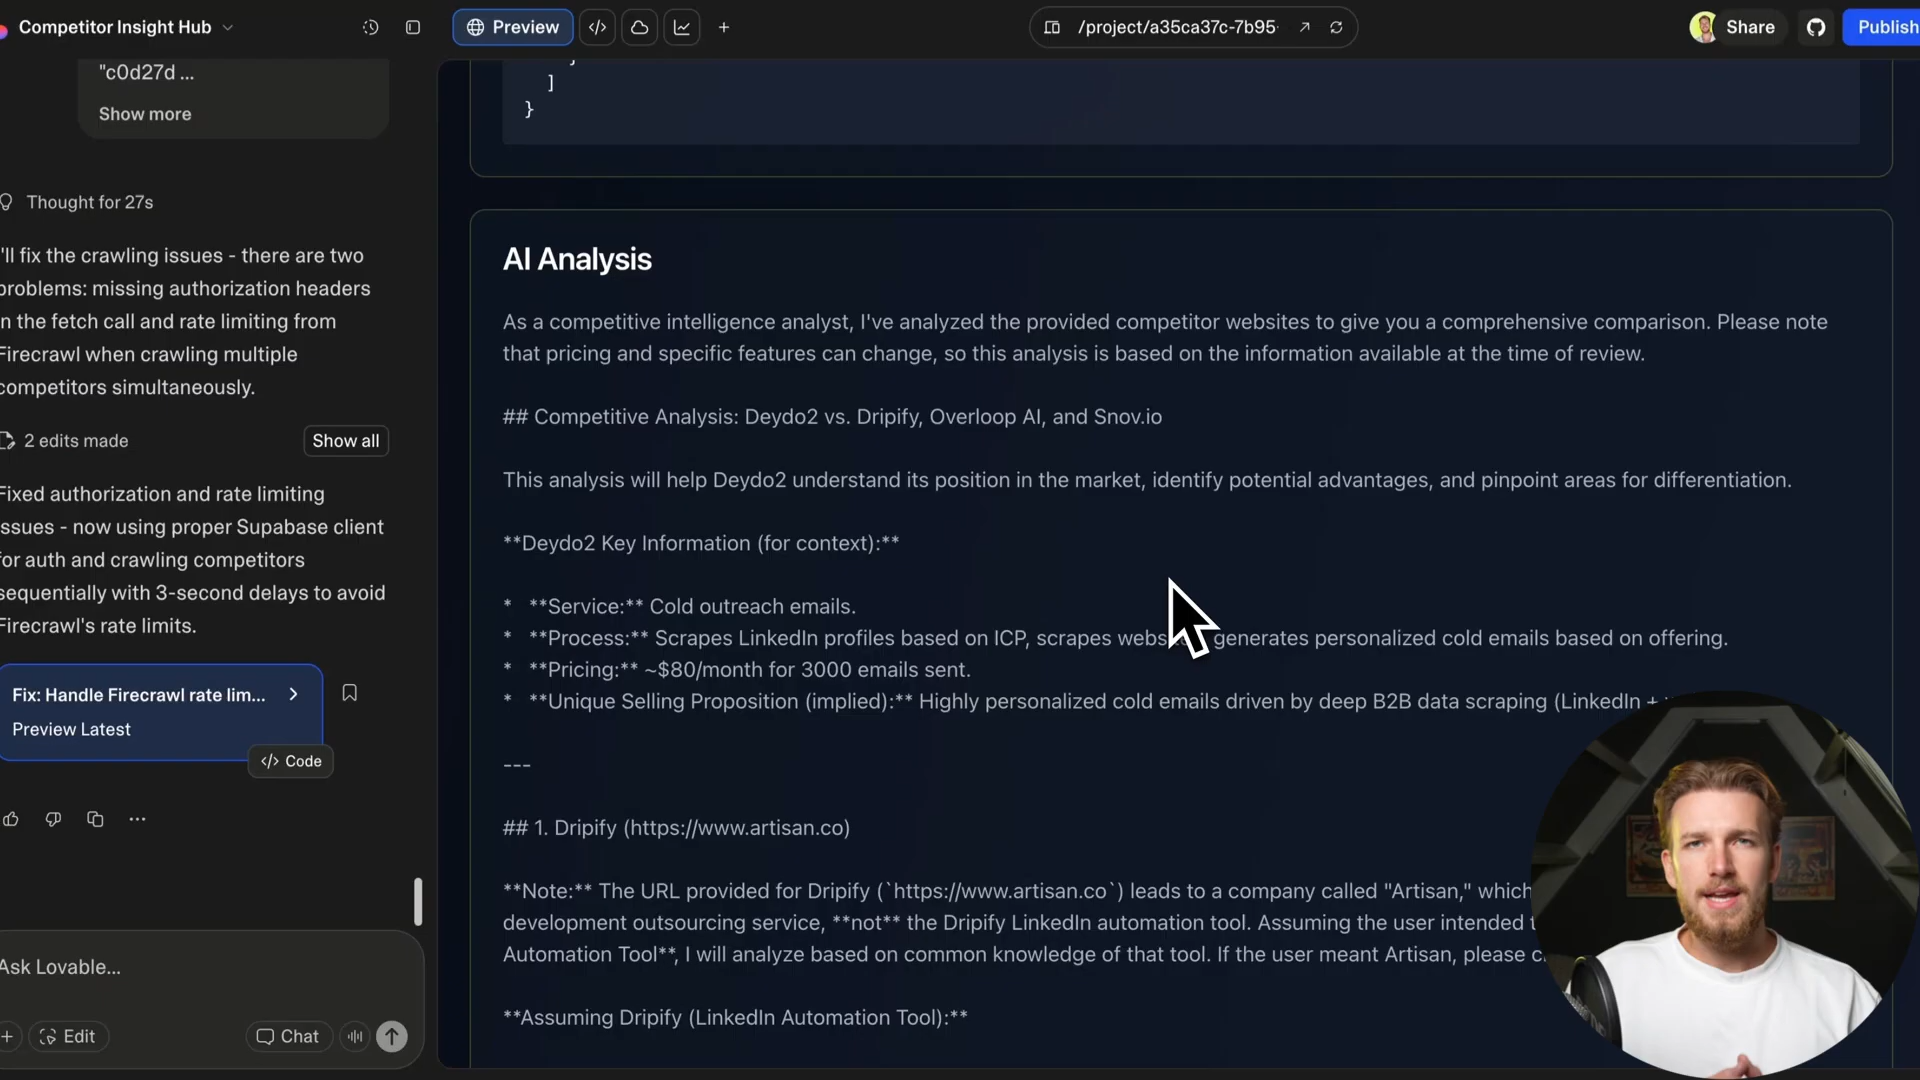 Competitor Insight Hub
Preview
/project/a35ca37c-7b95
Share
Publish
"c0d27d ...
Show more
Thought for 27s
'll fix the crawling issues - there are two
problems: missing authorization headers
in the fetch call and rate limiting from
Firecrawl when crawling multiple
competitors simultaneously.
2 edits made
Show all
Fixed authorization and rate limiting
issues - now using proper Supabase client
for auth and crawling competitors
sequentially with 3-second delays to avoid
Firecrawl's rate limits.
Fix: Handle Firecrawl rate lim...
Preview Latest
</> Code
Ask Lovable...
Edit
Chat
]
}
AI Analysis
As a competitive intelligence analyst, I've analyzed the provided competitor websites to give you a comprehensive comparison. Please note
that pricing and specific features can change, so this analysis is based on the information available at the time of review.
## Competitive Analysis: Deydo2 vs. Dripify, Overloop AI, and Snov.io
This analysis will help Deydo2 understand its position in the market, identify potential advantages, and pinpoint areas for differentiation.
**Deydo2 Key Information (for context):**
* **Service:** Cold outreach emails.
* **Process:** Scrapes LinkedIn profiles based on ICP, scrapes generates personalized cold emails based on offering.
* **Pricing:** ~$80/month for 3000 emails sent.
* **Unique Selling Proposition (implied):** Highly personalized cold emails driven by deep B2B data scraping (LinkedIn +
---
## 1. Dripify (https://www.artisan.co)
**Note:** The URL provided for Dripify (`https://www.artisan.co`) leads to a company called "Artisan," which
development outsourcing service, **not** the Dripify LinkedIn automation tool. Assuming the user intended
Automation Tool**, I will analyze based on common knowledge of that tool. If the user meant Artisan, please
**Assuming Dripify (LinkedIn Automation Tool):**